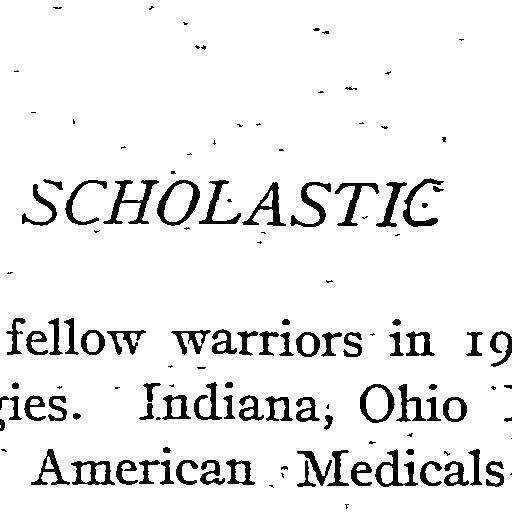 SCHOLASTIC
fellow warriors in 19
gies. Indiana, Ohio
American Medicals